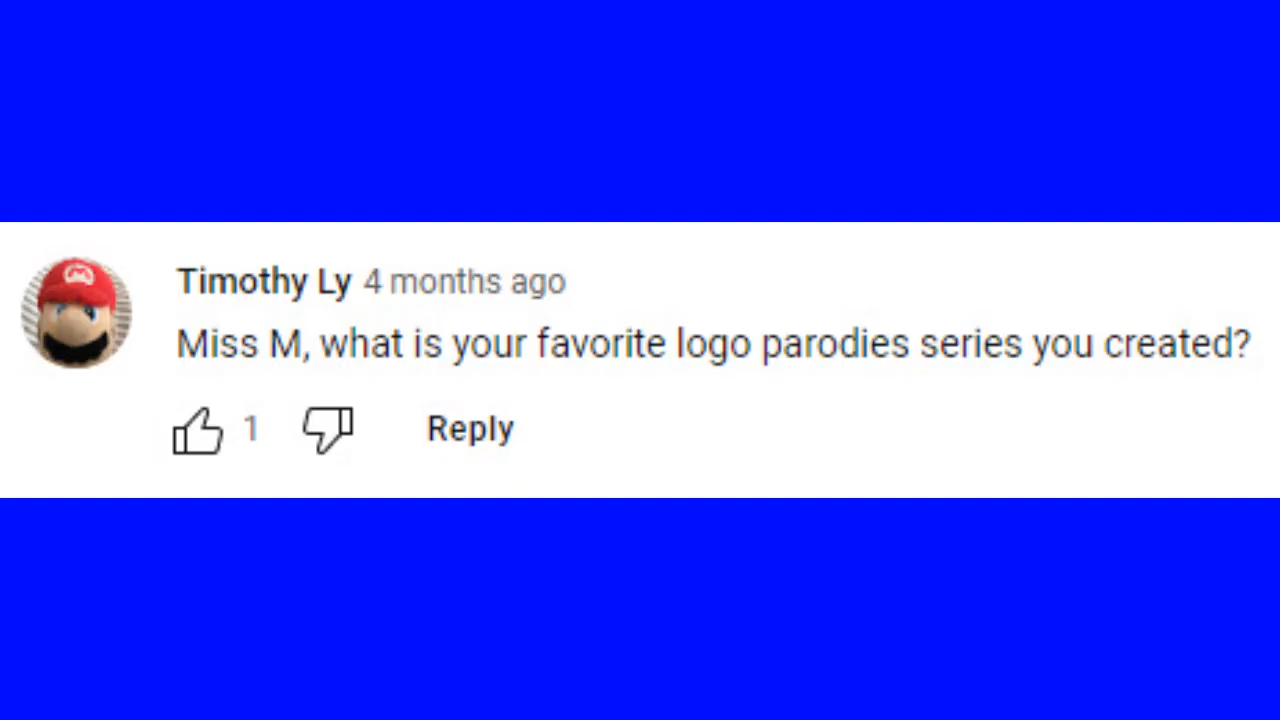 Timothy Ly 4 months ago
Miss M, what is your favorite logo parodies series you created?
1 Reply